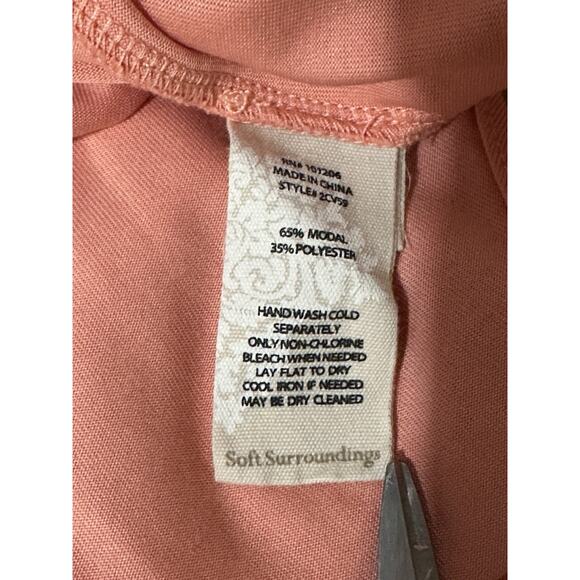 RN# 101206
MADE IN CHINA
STYLE# 2CV59
65% MODAL
35% POLYESTER
HAND WASH COLD
SEPARATELY
ONLY NON-CHLORINE
BLEACH WHEN NEEDED
LAY FLAT TO DRY
COOL IRON IF NEEDED
MAY BE DRY CLEANED
Soft Surroundings